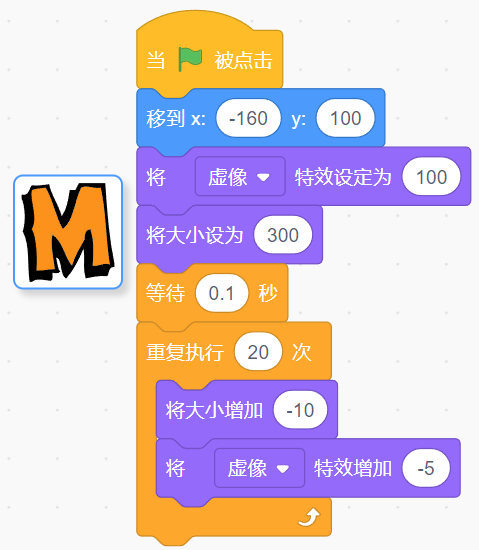 当 被点击
移到 x: -160 y: 100
将 虚像 特效设定为 100
M
将大小设为 300
等待 0.1 秒
重复执行 20 次
将大小增加 -10
将 虚像 特效增加 -5